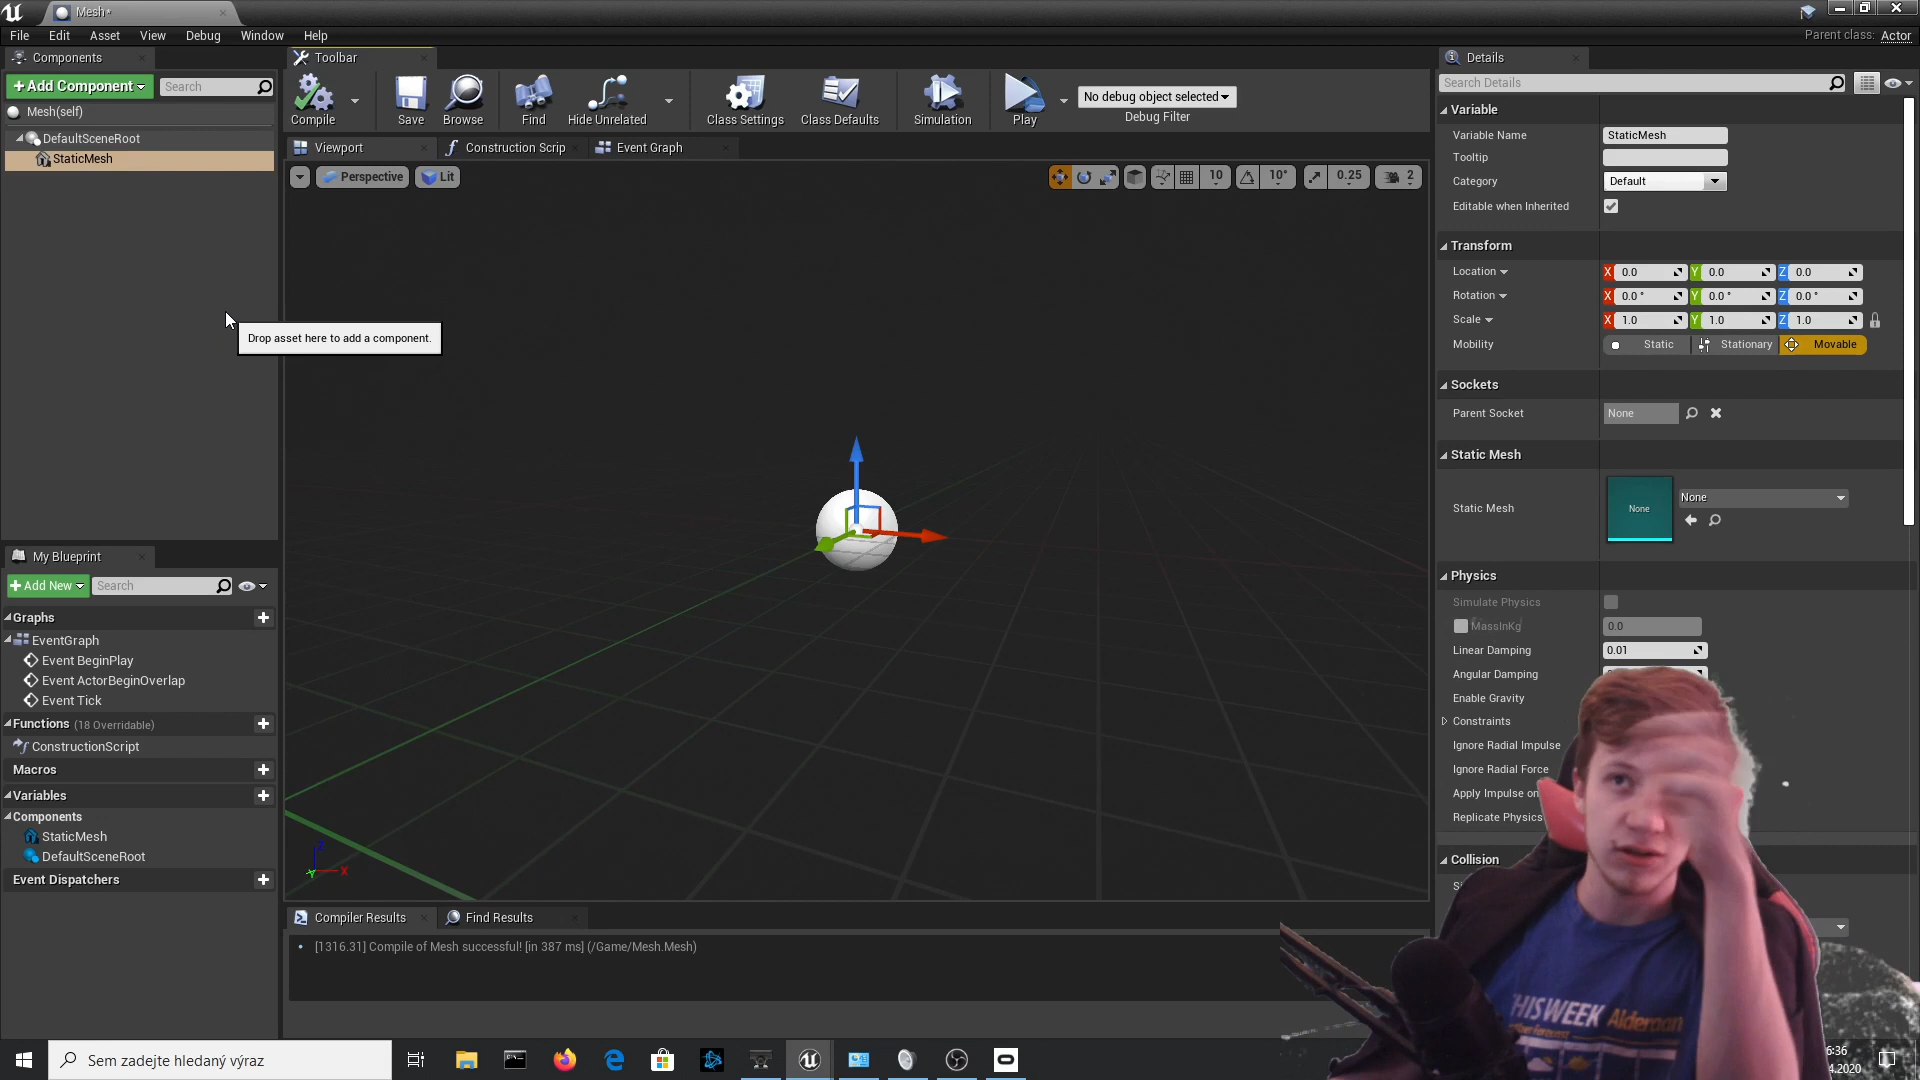 Mesh*
File Edit Asset View Debug Window Help
Parent class: Actor
Components
Toolbar
Details
+ Add Component
Search
Mesh(self)
DefaultSceneRoot
StaticMesh
Compile
Save
Browse
Find
Hide Unrelated
Class Settings
Class Defaults
Simulation
Play
No debug object selected
Debug Filter
Viewport
Construction Scrip
Event Graph
Perspective
Lit
10
10°
0.25
2
Drop asset here to add a component.
Search Details
Variable
Variable Name StaticMesh
Tooltip
Category Default
Editable when Inherited
Transform
Location X 0.0 Y 0.0 Z 0.0
Rotation X 0.0 ° Y 0.0 ° Z 0.0 °
Scale X 1.0 Y 1.0 Z 1.0
Mobility Static Stationary Movable
Sockets
Parent Socket None
Static Mesh
Static Mesh None None
Physics
Simulate Physics
MassInKg 0.0
Linear Damping 0.01
Angular Damping
Enable Gravity
Constraints
Ignore Radial Impulse
Ignore Radial Force
Apply Impulse on
Replicate Physics
Collision
My Blueprint
+ Add New
Search
Graphs
EventGraph
Event BeginPlay
Event ActorBeginOverlap
Event Tick
Functions (18 Overridable)
ConstructionScript
Macros
Variables
Components
StaticMesh
DefaultSceneRoot
Event Dispatchers
Z
X
Y
Compiler Results
Find Results
[1316.31] Compile of Mesh successful! [in 387 ms] (/Game/Mesh.Mesh)
THISWEEK Alderaan
Sem zadejte hledaný výraz
6:36
4.2020